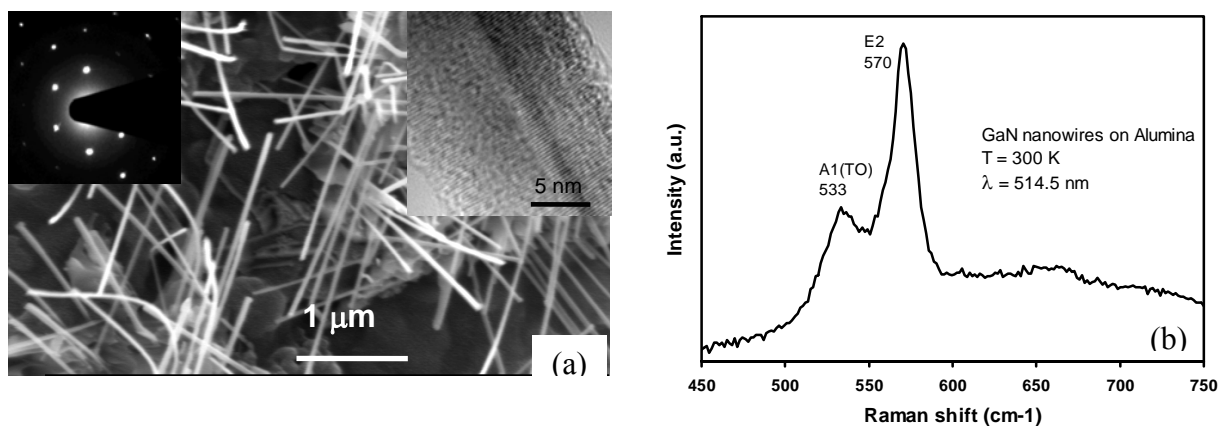 5 nm
1 μm
(a)
E2
570
A1(TO)
533
GaN nanowires on Alumina
T = 300 K
λ = 514.5 nm
Intensity (a.u.)
(b)
450 500 550 600 650 700 750
Raman shift (cm-1)